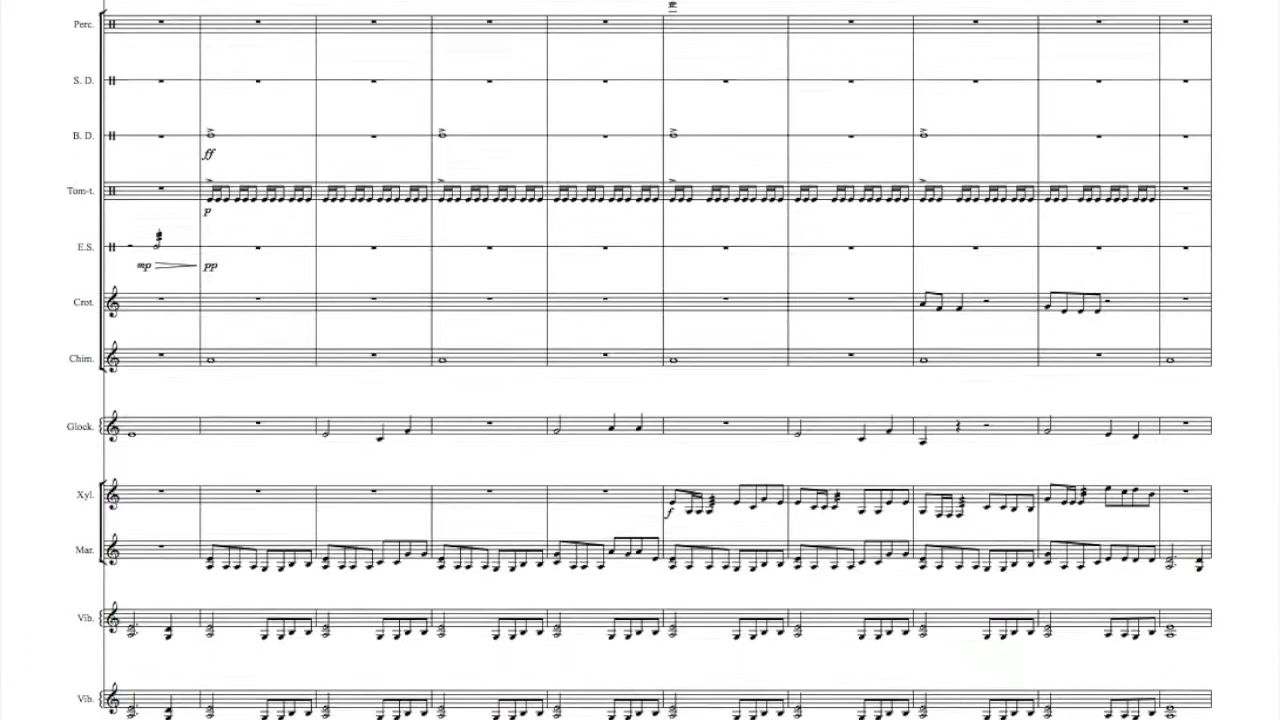 Perc.
S. D.
B. D.
ff
Tom-t.
p
E.S.
mp pp
Crot.
Chim.
Glock.
Xyl.
f
Mar.
Vib.
Vib.